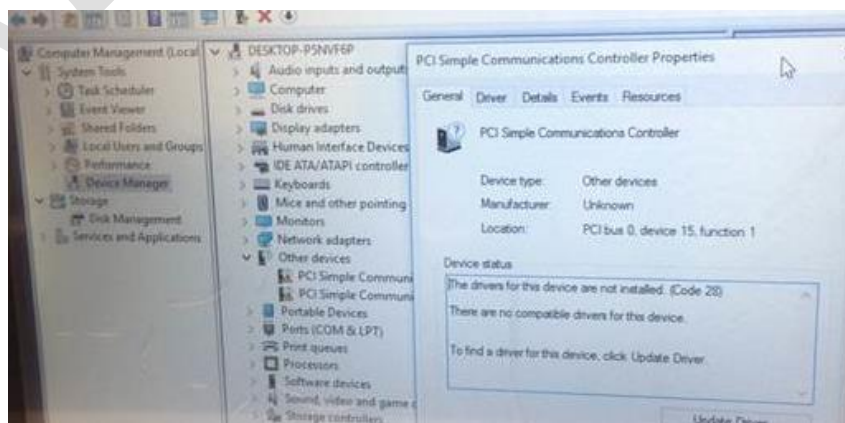 Computer Management (Local
System Tools
Task Scheduler
Event Viewer
Shared Folders
Local Users and Groups
Performance
Device Manager
Storage
Disk Management
Services and Applications
DESKTOP-P5NVF6P
Audio inputs and output
Computer
Disk drives
Display adapters
Human Interface Devices
IDE ATA/ATAPI controller
Keyboards
Mice and other pointing
Monitors
Network adapters
Other devices
PCI Simple Communi
PCI Simple Communi
Portable Devices
Ports (COM & LPT)
Print queues
Processors
Software devices
Sound, video and game c
Storage controllers
PCI Simple Communications Controller Properties
General Driver Details Events Resources
PCI Simple Communications Controller
Device type: Other devices
Manufacturer: Unknown
Location: PCI bus 0, device 15, function 1
Device status
The drivers for this device are not installed. (Code 28)
There are no compatible drivers for this device.
To find a driver for this device, click Update Driver.
Update Driver